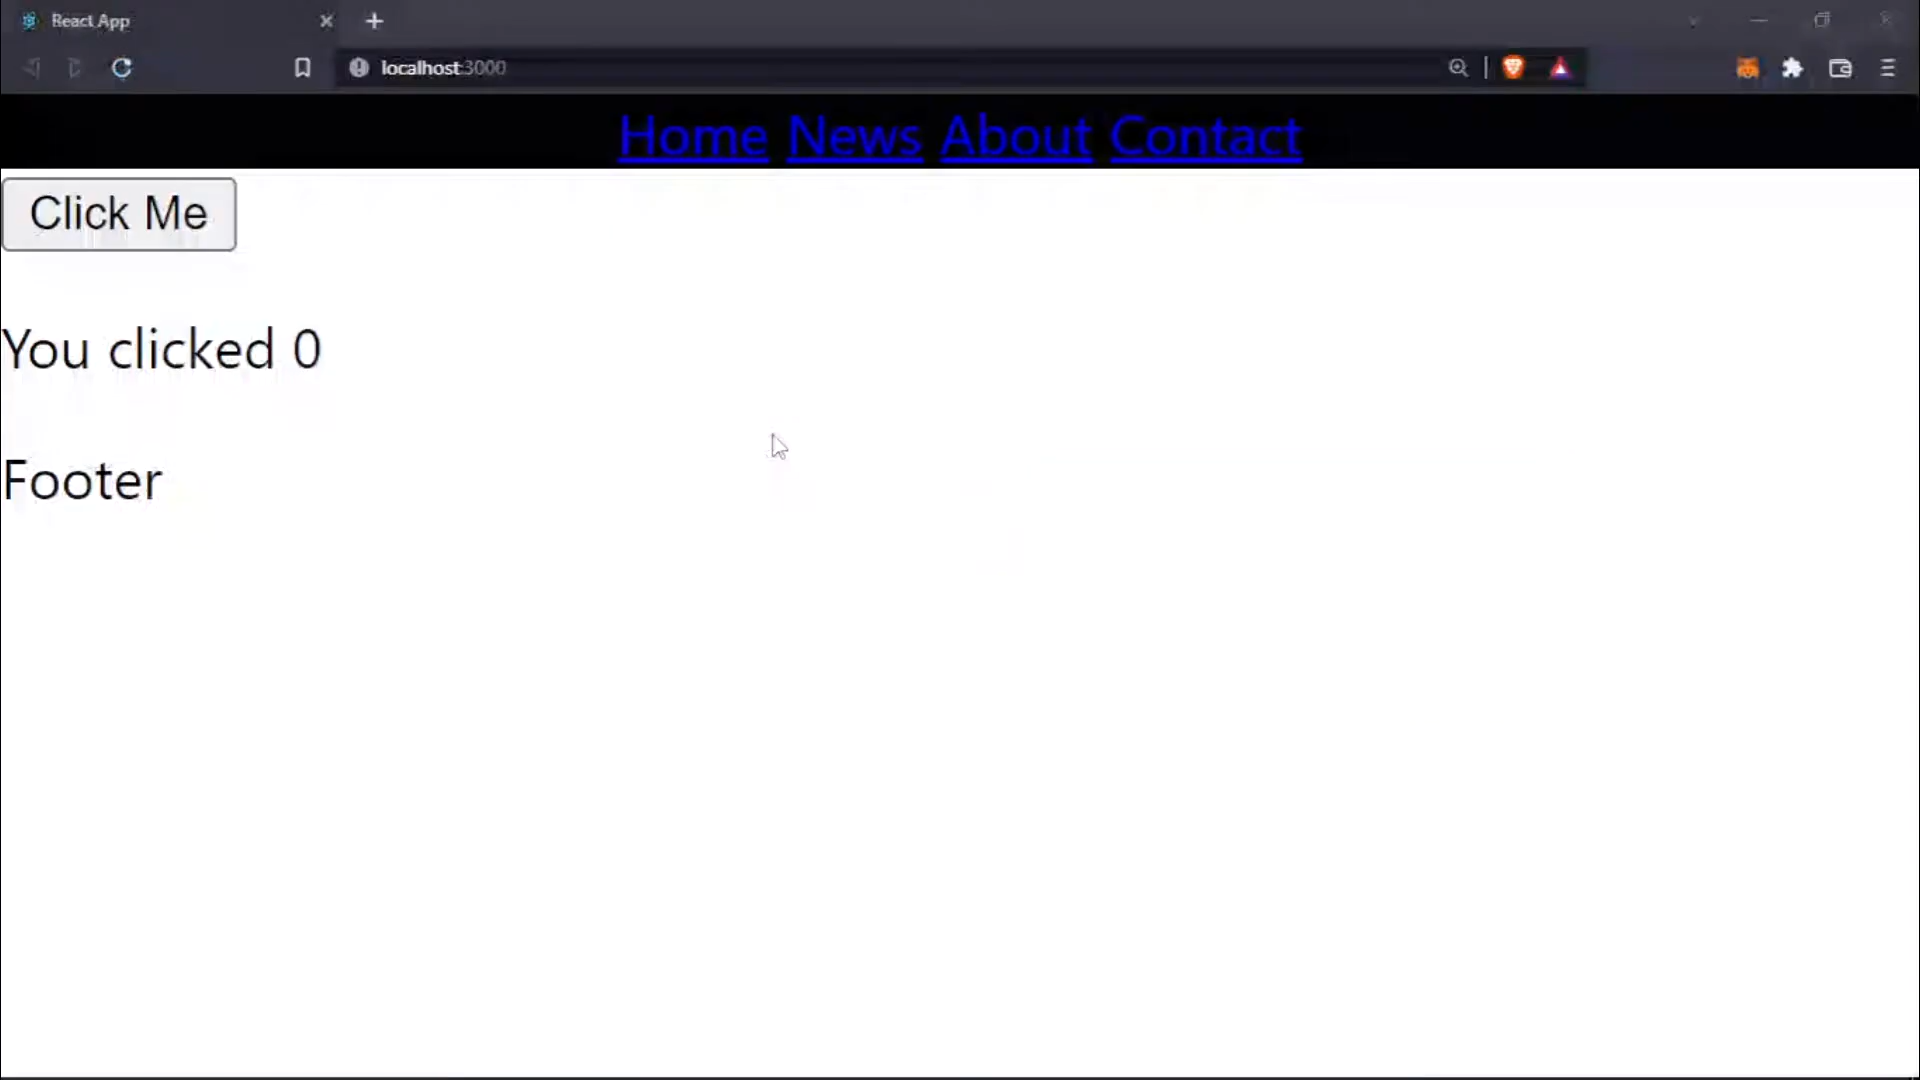 React App
localhost:3000
Home News About Contact
Click Me
You clicked 0
Footer